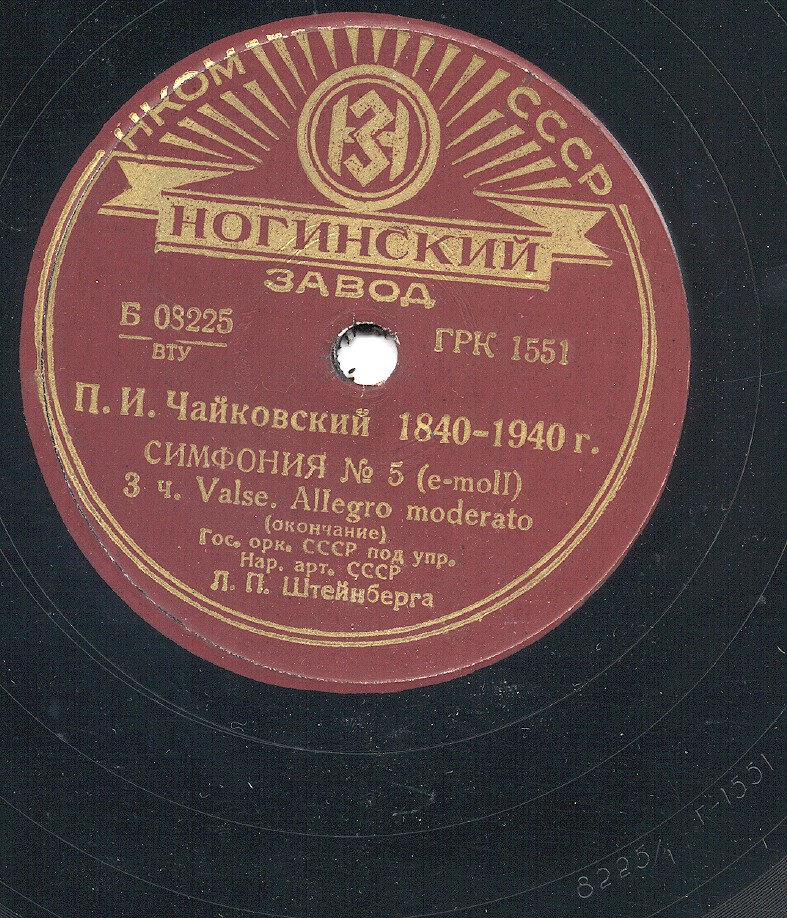 НКОМ СССР
НЗН
НОГИНСКИЙ
ЗАВОД
Б 08225
ВТУ
ГРК 1551
П. И. Чайковский 1840-1940 г.
СИМФОНИЯ № 5 (e-moll)
3 ч. Valse. Allegro moderato
(окончание)
Гос. орк. СССР под упр.
Нар. арт. СССР
Л. П. Штейнберга
8225/1 Г-1551